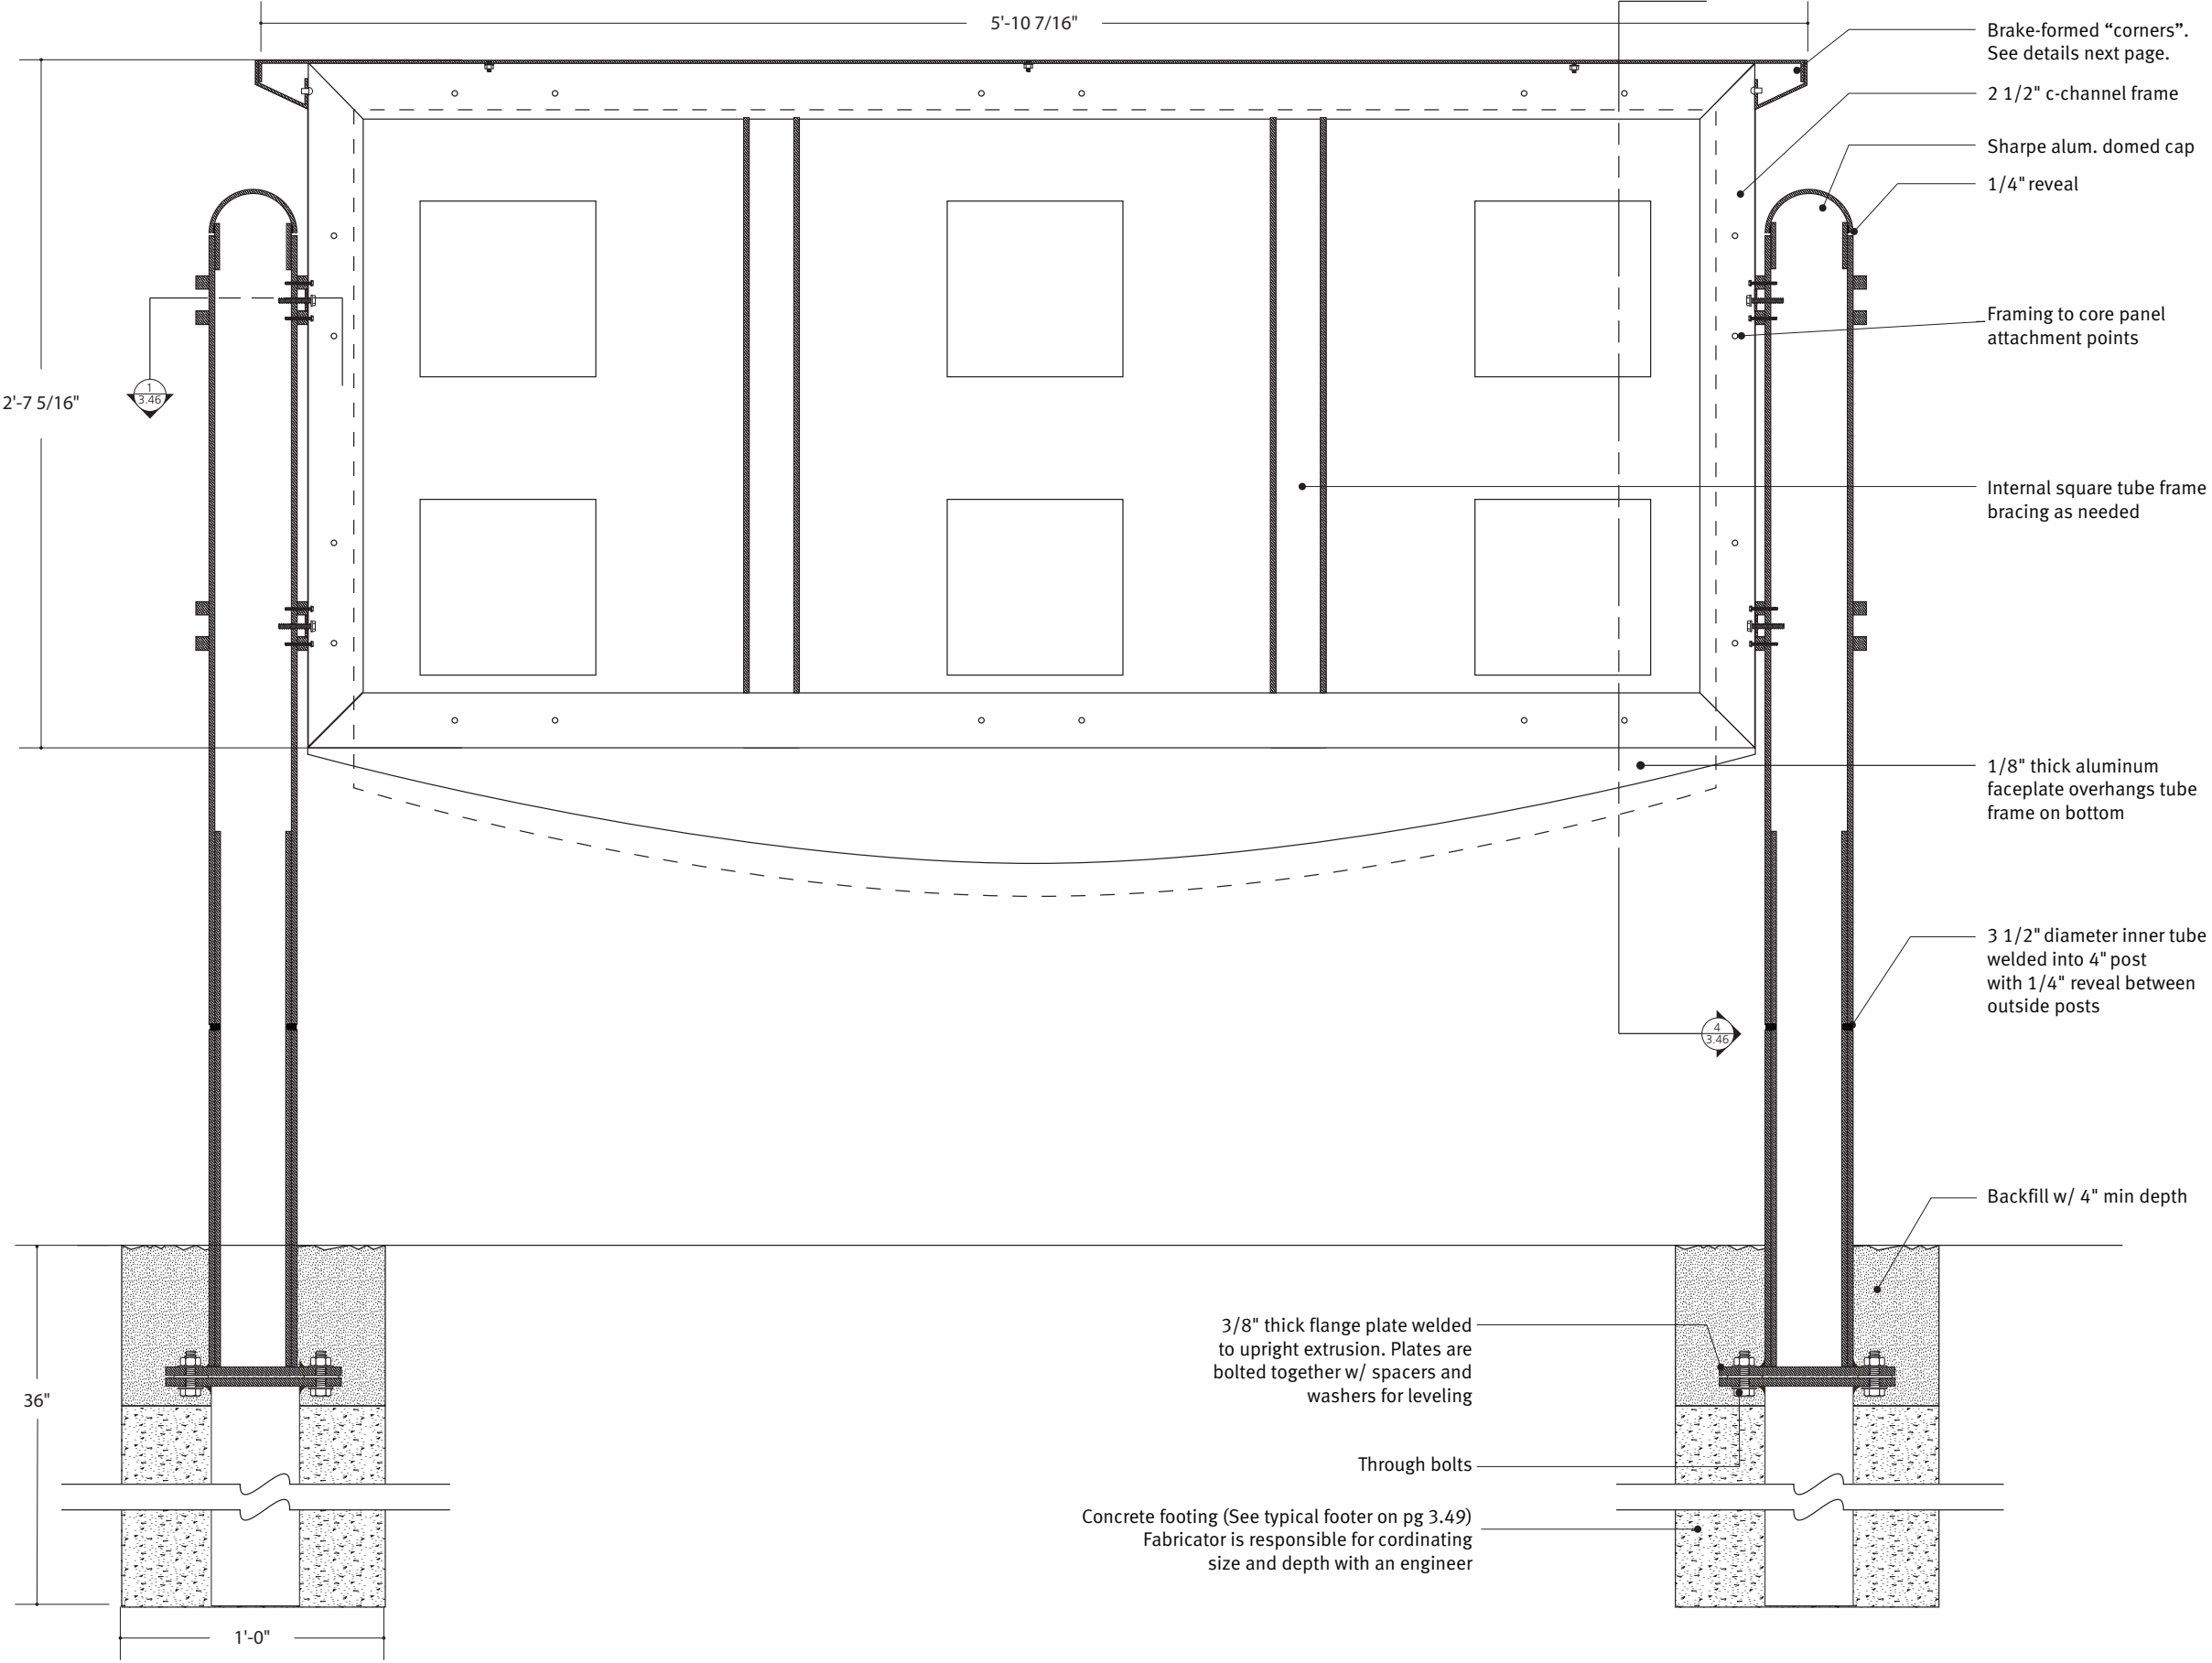 5'-10 7/16"
Brake-formed “corners”.
See details next page.
2 1/2" c-channel frame
Sharpe alum. domed cap
1/4" reveal
Framing to core panel
attachment points
2'-7 5/16"
1
3.46
Internal square tube frame
bracing as needed
1/8" thick aluminum
faceplate overhangs tube
frame on bottom
3 1/2" diameter inner tube
welded into 4" post
with 1/4" reveal between
outside posts
4
3.46
Backfill w/ 4" min depth
3/8" thick flange plate welded
to upright extrusion. Plates are
bolted together w/ spacers and
washers for leveling
36"
Through bolts
Concrete footing (See typical footer on pg 3.49)
Fabricator is responsible for cordinating
size and depth with an engineer
1'-0"